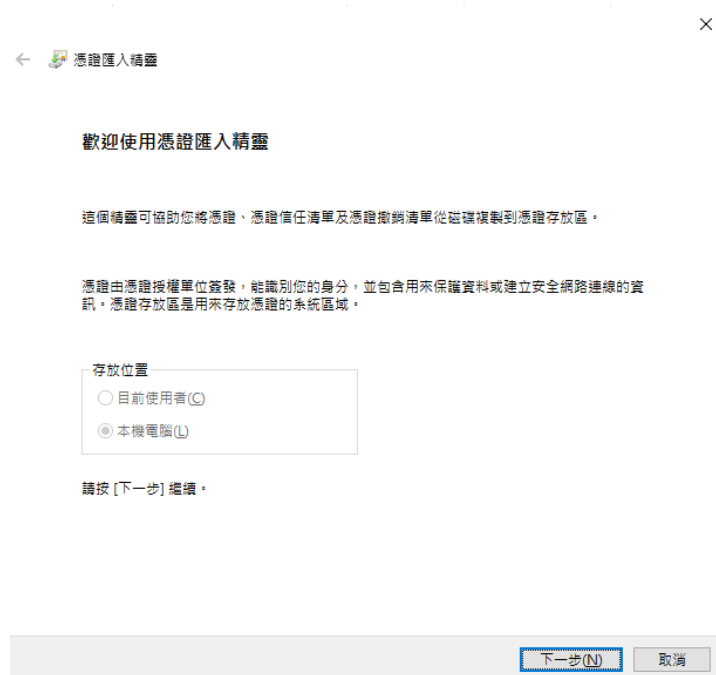 憑證匯入精靈
歡迎使用憑證匯入精靈
這個精靈可協助您將憑證、憑證信任清單及憑證撤銷清單從磁碟複製到憑證存放區。
憑證由憑證授權單位簽發，能識別您的身分，並包含用來保護資料或建立安全網路連線的資
訊。憑證存放區是用來存放憑證的系統區域。
存放位置
目前使用者(C)
本機電腦(L)
請按 [下一步] 繼續。
下一步(N)
取消